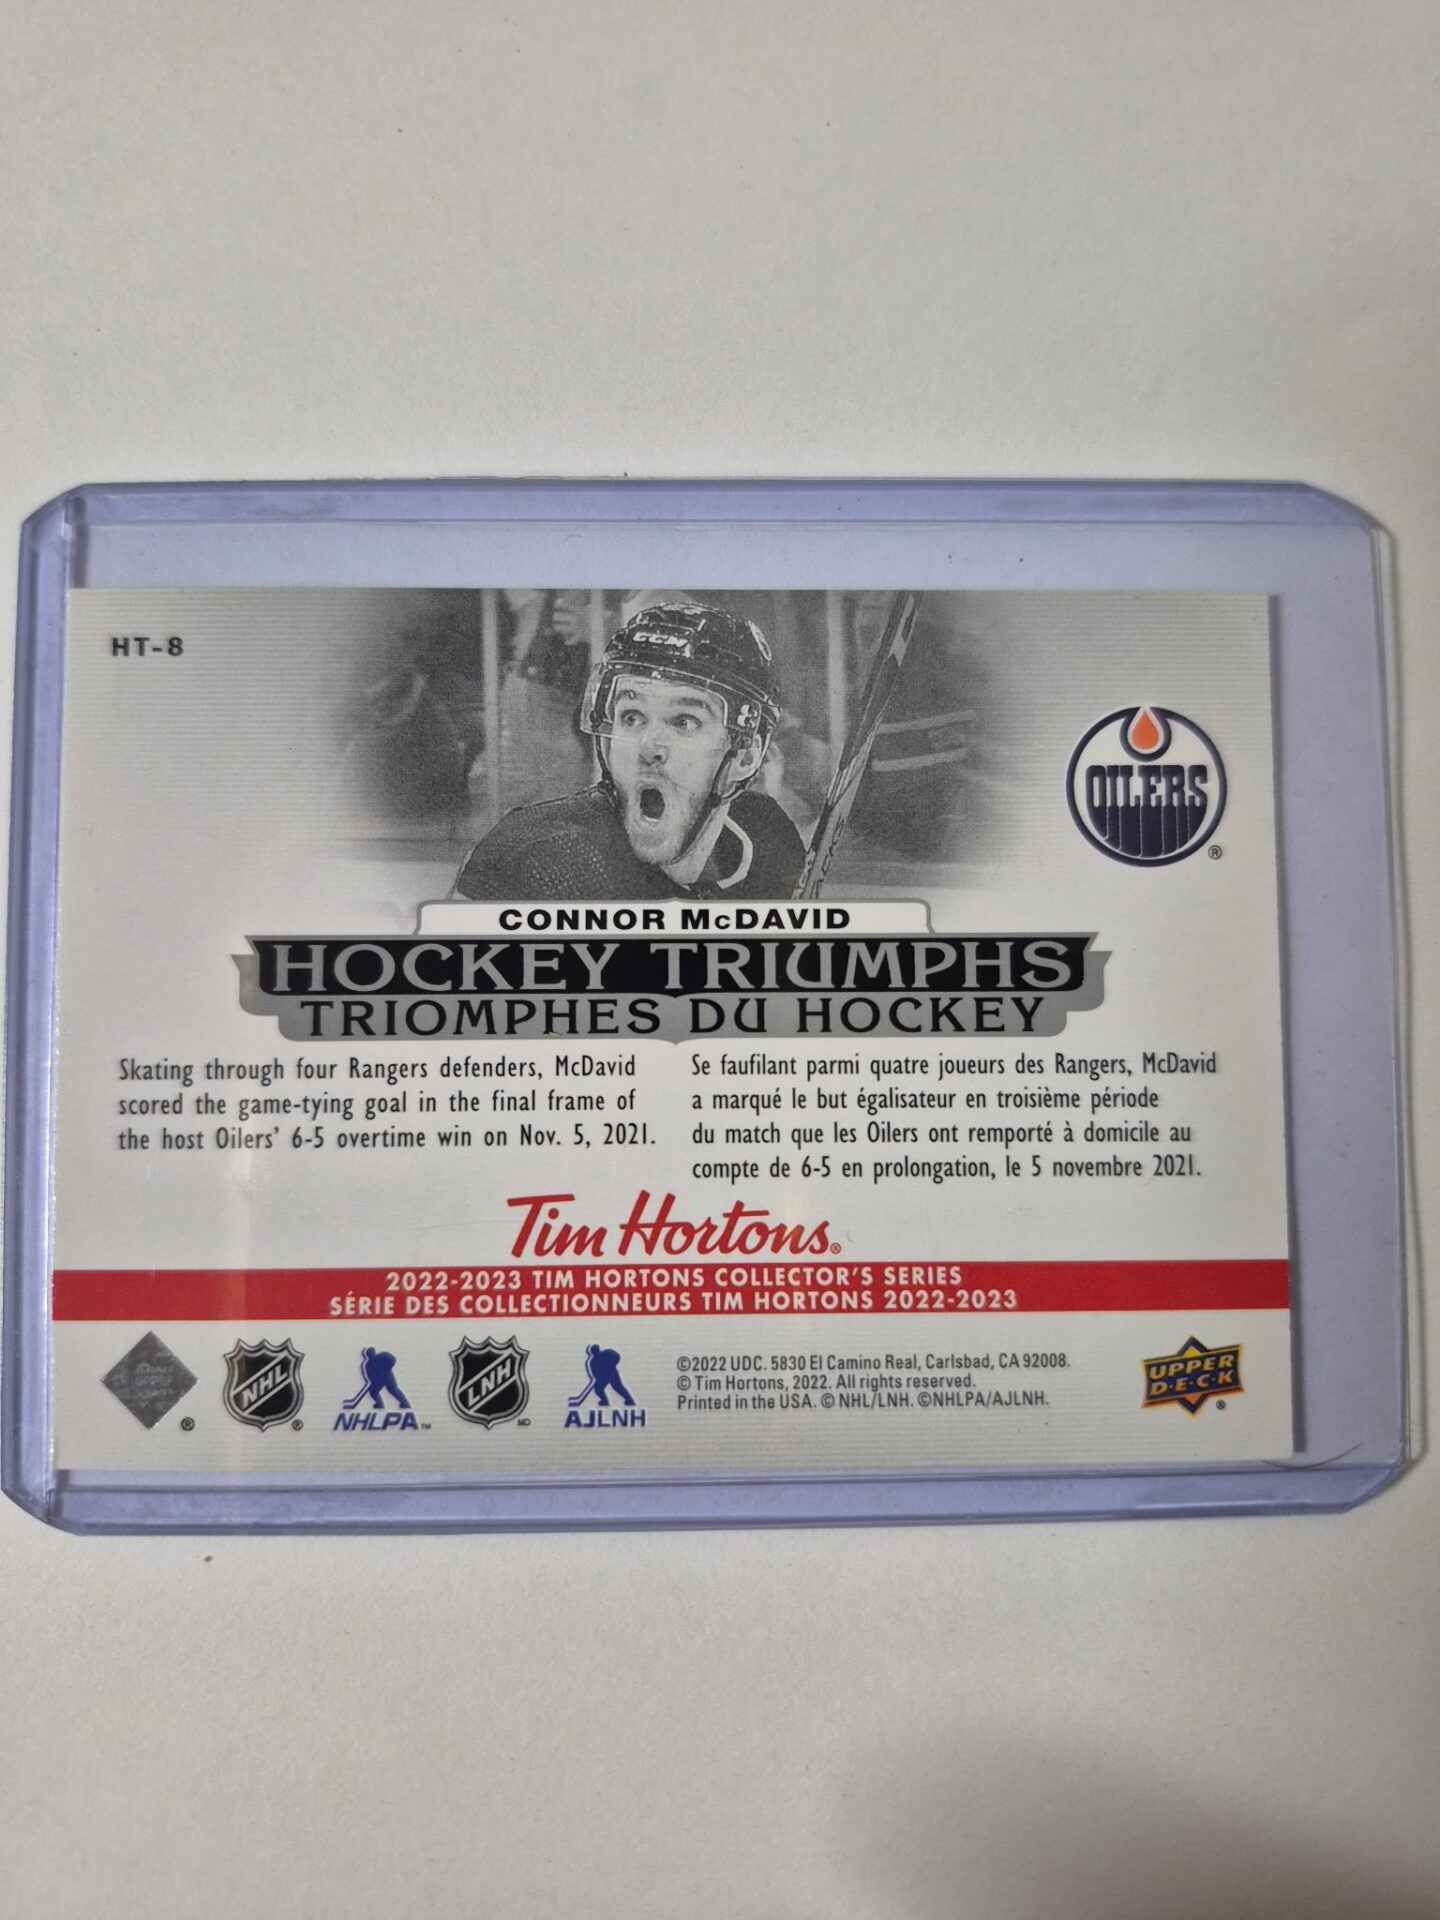 HT-8
CCM
OILERS
®
CONNOR McDAVID
HOCKEY TRIUMPHS
TRIOMPHES DU HOCKEY
Skating through four Rangers defenders, McDavid
scored the game-tying goal in the final frame of
the host Oilers' 6-5 overtime win on Nov. 5, 2021.
Se faufilant parmi quatre joueurs des Rangers, McDavid
a marqué le but égalisateur en troisième période
du match que les Oilers ont remporté à domicile au
compte de 6-5 en prolongation, le 5 novembre 2021.
Tim Hortons®
2022-2023 TIM HORTONS COLLECTOR'S SERIES
SÉRIE DES COLLECTIONNEURS TIM HORTONS 2022-2023
®
NHL ®
NHLPA™
LNH MD
AJLNH
©2022 UDC. 5830 El Camino Real, Carlsbad, CA 92008.
© Tim Hortons, 2022. All rights reserved.
Printed in the USA. © NHL/LNH. ©NHLPA/AJLNH.
UPPER
D·E·C·K
®